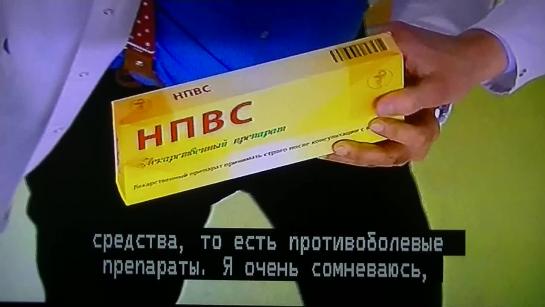 НПВС
НПВС
Лекарственный препарат
Лекарственный препарат принимать строго после консультации с
средства, то есть противоболевые
препараты. Я очень сомневаюсь,